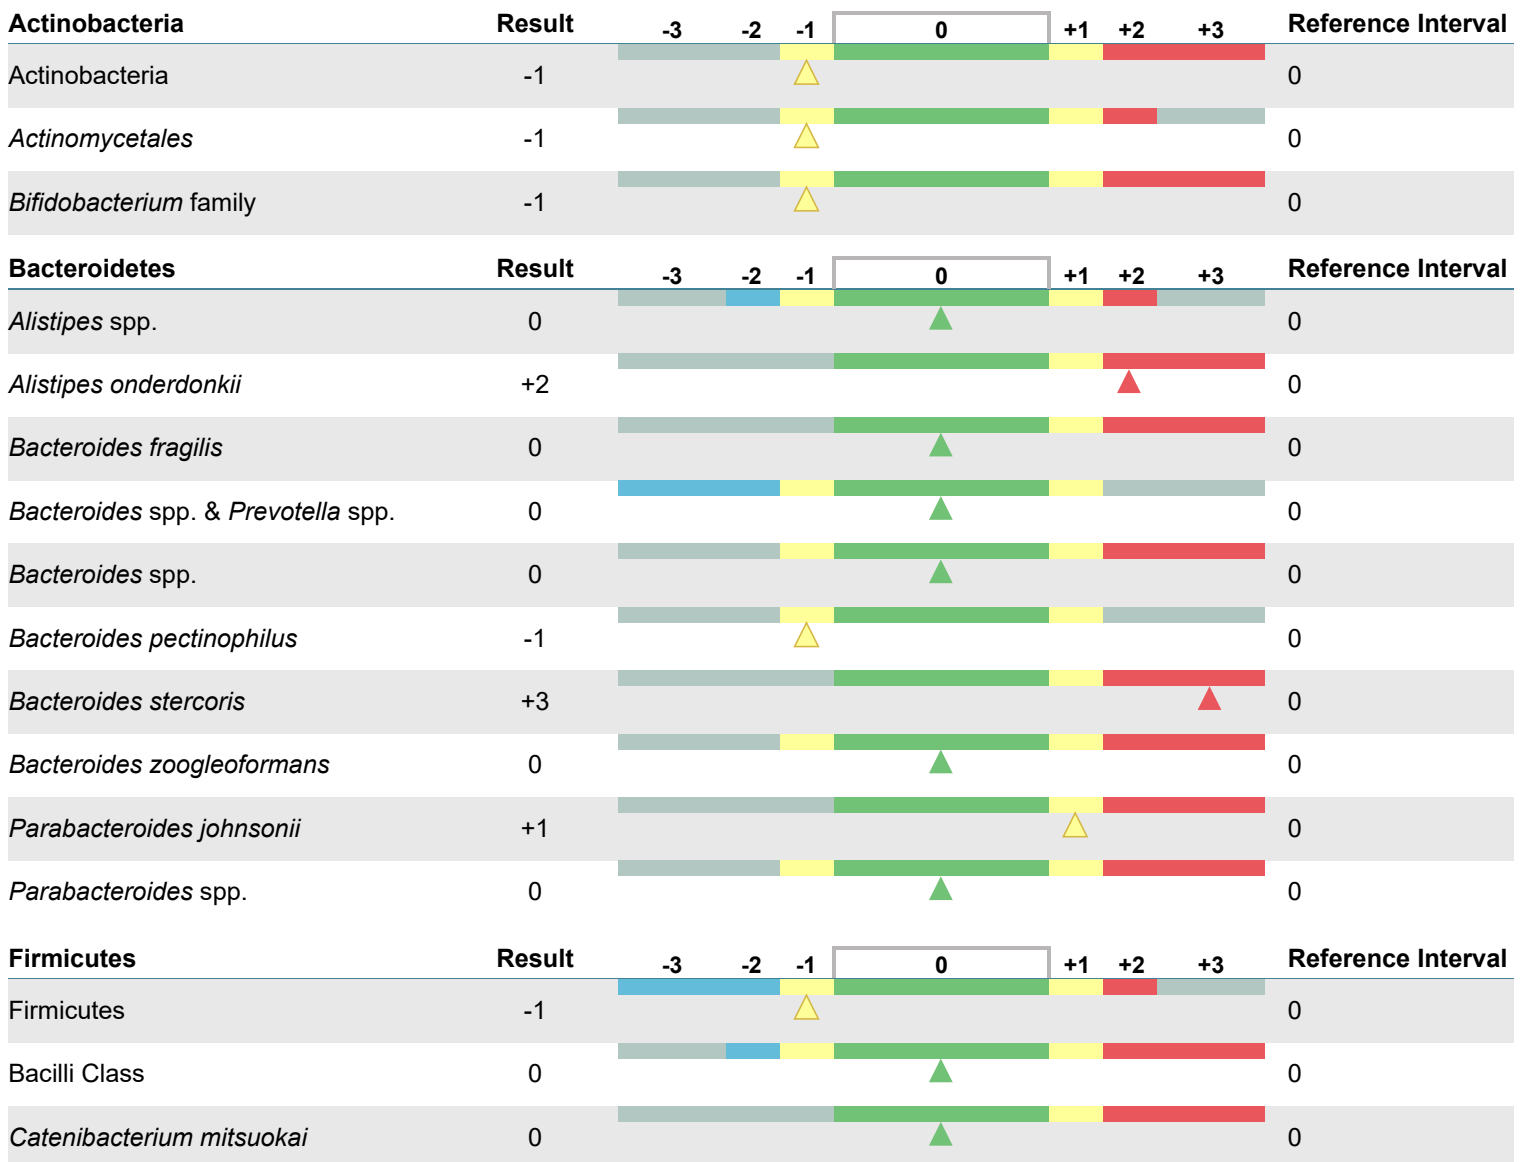 Actinobacteria Result -3 -2 -1 0 +1 +2 +3 Reference Interval
Actinobacteria -1 0
Actinomycetales -1 0
Bifidobacterium family -1 0
Bacteroidetes Result -3 -2 -1 0 +1 +2 +3 Reference Interval
Alistipes spp. 0 0
Alistipes onderdonkii +2 0
Bacteroides fragilis 0 0
Bacteroides spp. & Prevotella spp. 0 0
Bacteroides spp. 0 0
Bacteroides pectinophilus -1 0
Bacteroides stercoris +3 0
Bacteroides zoogleoformans 0 0
Parabacteroides johnsonii +1 0
Parabacteroides spp. 0 0
Firmicutes Result -3 -2 -1 0 +1 +2 +3 Reference Interval
Firmicutes -1 0
Bacilli Class 0 0
Catenibacterium mitsuokai 0 0